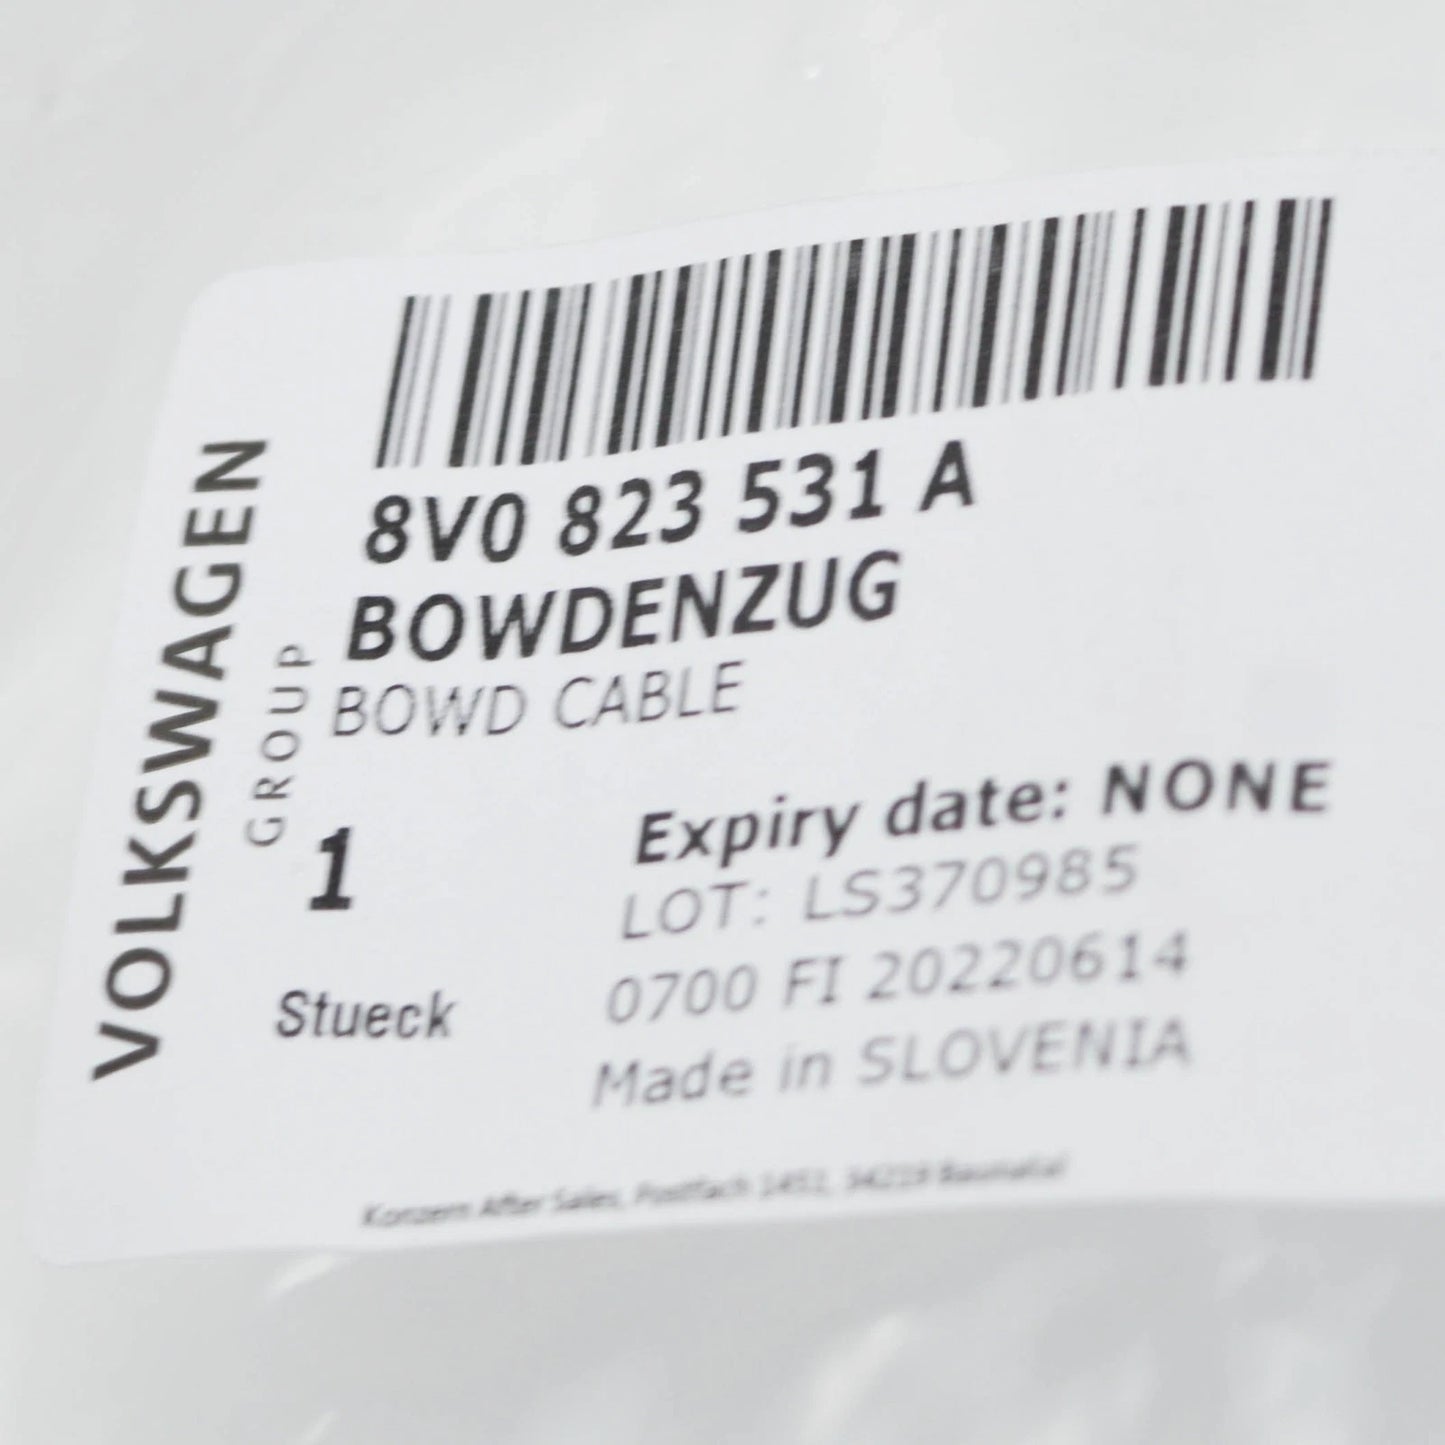 VOLKSWAGEN
GROUP
8V0 823 531 A
BOWDENZUG
BOWD CABLE
1
Stueck
Expiry date: NONE
LOT: LS370985
0700 FI 20220614
Made in SLOVENIA
Konzern After Sales, Postfach 1451, 34219 Baunatal